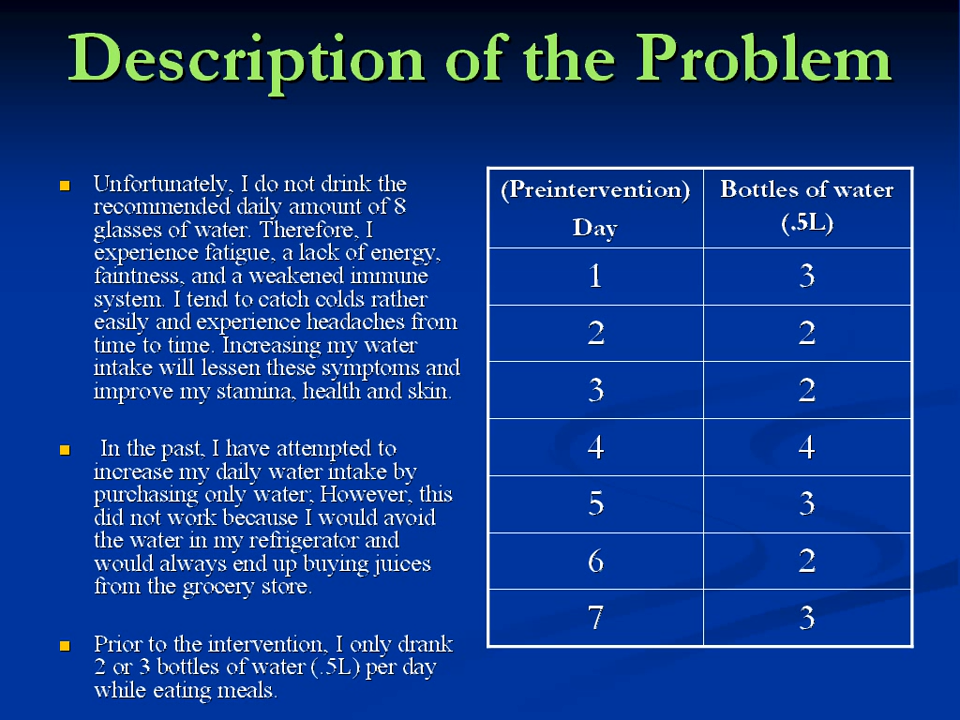 Description of the Problem
Unfortunately, I do not drink the
recommended daily amount of 8
glasses of water. Therefore, I
experience fatigue, a lack of energy,
faintness, and a weakened immune
system. I tend to catch colds rather
easily and experience headaches from
time to time. Increasing my water
intake will lessen these symptoms and
improve my stamina, health and skin.
In the past, I have attempted to
increase my daily water intake by
purchasing only water; However, this
did not work because I would avoid
the water in my refrigerator and
would always end up buying juices
from the grocery store.
Prior to the intervention, I only drank
2 or 3 bottles of water (.5L) per day
while eating meals.
(Preintervention) Bottles of water
Day (.5L)
1 3
2 2
3 2
4 4
5 3
6 2
7 3